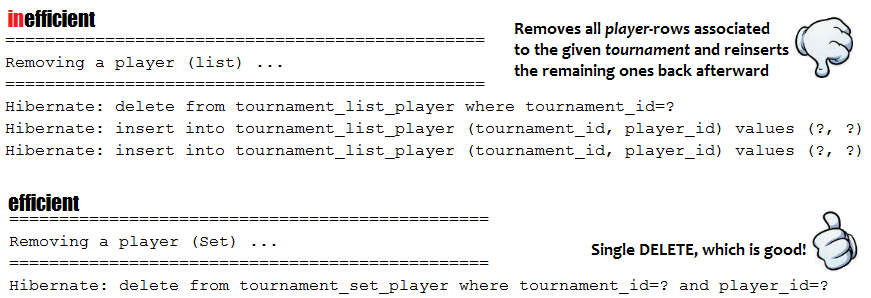 inefficient
================================================
Removing a player (list) ...
================================================
Hibernate: delete from tournament_list_player where tournament_id=?
Hibernate: insert into tournament_list_player (tournament_id, player_id) values (?, ?)
Hibernate: insert into tournament_list_player (tournament_id, player_id) values (?, ?)
Removes all player-rows associated
to the given tournament and reinserts
the remaining ones back afterward
efficient
================================================
Removing a player (Set) ...
================================================
Hibernate: delete from tournament_set_player where tournament_id=? and player_id=?
Single DELETE, which is good!